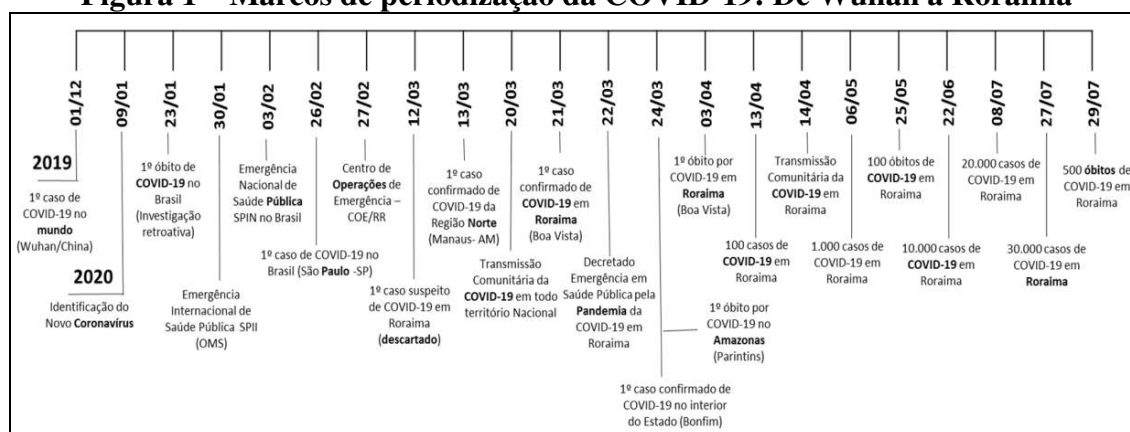 Figura 1 – Marcos de periodização da COVID-19: De Wuhan a Roraima
01/12
09/01
23/01
30/01
03/02
26/02
27/02
12/03
13/03
20/03
21/03
22/03
24/03
03/04
13/04
14/04
06/05
25/05
22/06
08/07
27/07
29/07
2019
1º caso de
COVID-19 no
mundo
(Wuhan/China)
2020
Identificação do
Novo Coronavírus
1º óbito de
COVID-19 no
Brasil
(Investigação
retroativa)
Emergência
Internacional de
Saúde Pública SPII
(OMS)
Emergência
Nacional de
Saúde Pública
SPIN no Brasil
1º caso de COVID-19 no
Brasil (São Paulo -SP)
Centro de
Operações de
Emergência –
COE/RR
1º caso suspeito
de COVID-19 em
Roraima
(descartado)
1º caso
confirmado de
COVID-19 da
Região Norte
(Manaus- AM)
Transmissão
Comunitária da
COVID-19 em todo
território Nacional
1º caso
confirmado de
COVID-19 em
Roraima
(Boa Vista)
Decretado
Emergência em
Saúde Pública pela
Pandemia da
COVID-19 em
Roraima
1º óbito por
COVID-19 no
Amazonas
(Parintins)
1º caso confirmado de
COVID-19 no interior
do Estado (Bonfim)
1º óbito por
COVID-19 em
Roraima
(Boa Vista)
100 casos de
COVID-19 em
Roraima
Transmissão
Comunitária da
COVID-19 em
Roraima
1.000 casos de
COVID-19 em
Roraima
100 óbitos de
COVID-19 em
Roraima
10.000 casos de
COVID-19 em
Roraima
20.000 casos de
COVID-19 em
Roraima
30.000 casos de
COVID-19 em
Roraima
500 óbitos de
COVID-19 em
Roraima